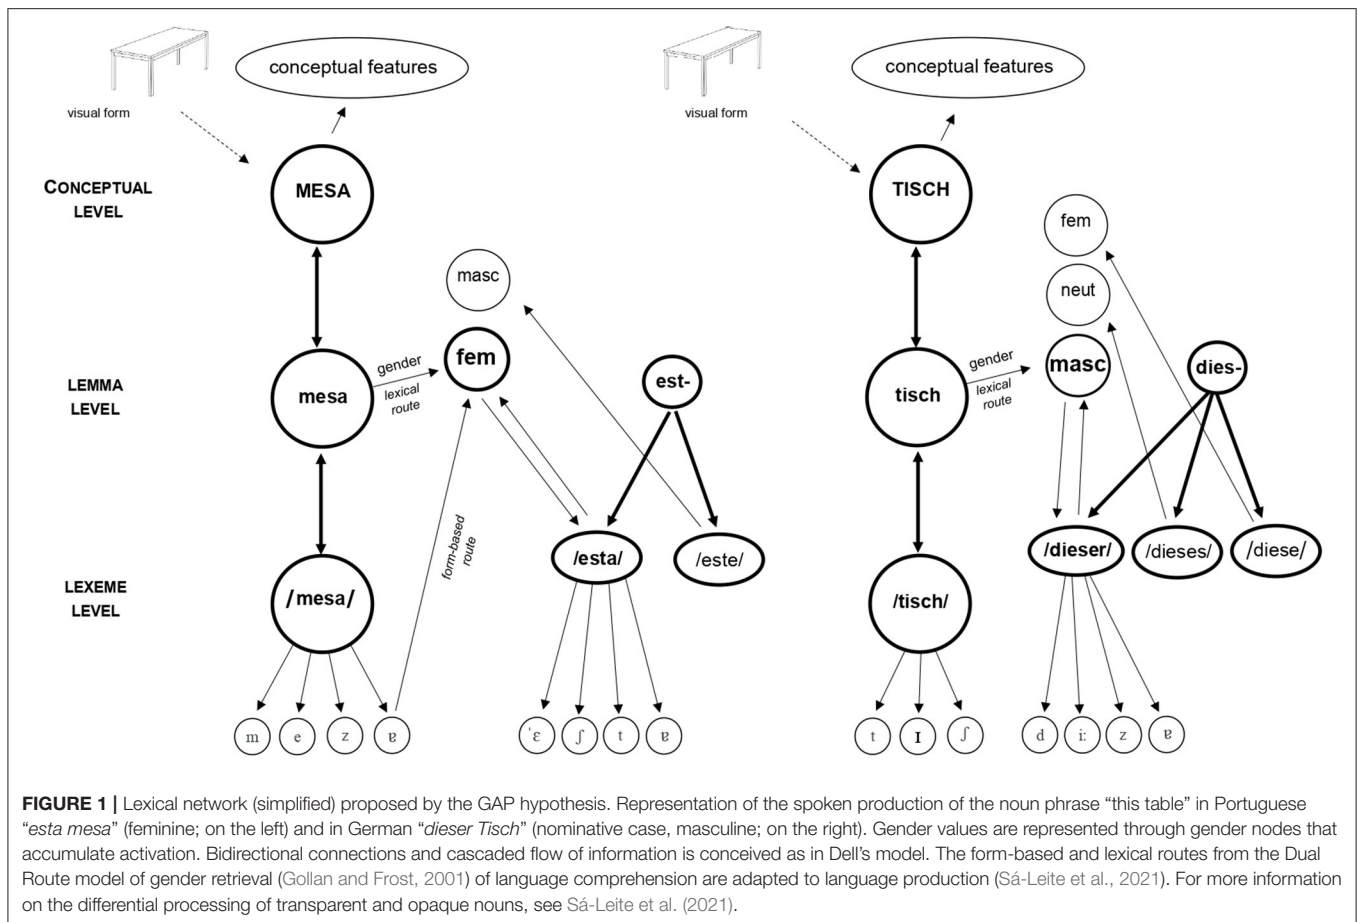 conceptual features
visual form
CONCEPTUAL
LEVEL
MESA
masc
fem
gender
lexical
route
est-
LEMMA
LEVEL
mesa
form-based
route
/esta/
/este/
LEXEME
LEVEL
/mesa/
m
e
z
ɐ
ˈɛ
ʃ
t
ɐ
conceptual features
visual form
TISCH
fem
neut
masc
gender
lexical
route
dies-
tisch
/dieser/
/dieses/
/diese/
/tisch/
t
I
ʃ
d
i:
z
ɐ
FIGURE 1 | Lexical network (simplified) proposed by the GAP hypothesis. Representation of the spoken production of the noun phrase “this table” in Portuguese
“esta mesa” (feminine; on the left) and in German “dieser Tisch” (nominative case, masculine; on the right). Gender values are represented through gender nodes that
accumulate activation. Bidirectional connections and cascaded flow of information is conceived as in Dell’s model. The form-based and lexical routes from the Dual
Route model of gender retrieval (Gollan and Frost, 2001) of language comprehension are adapted to language production (Sá-Leite et al., 2021). For more information
on the differential processing of transparent and opaque nouns, see Sá-Leite et al. (2021).